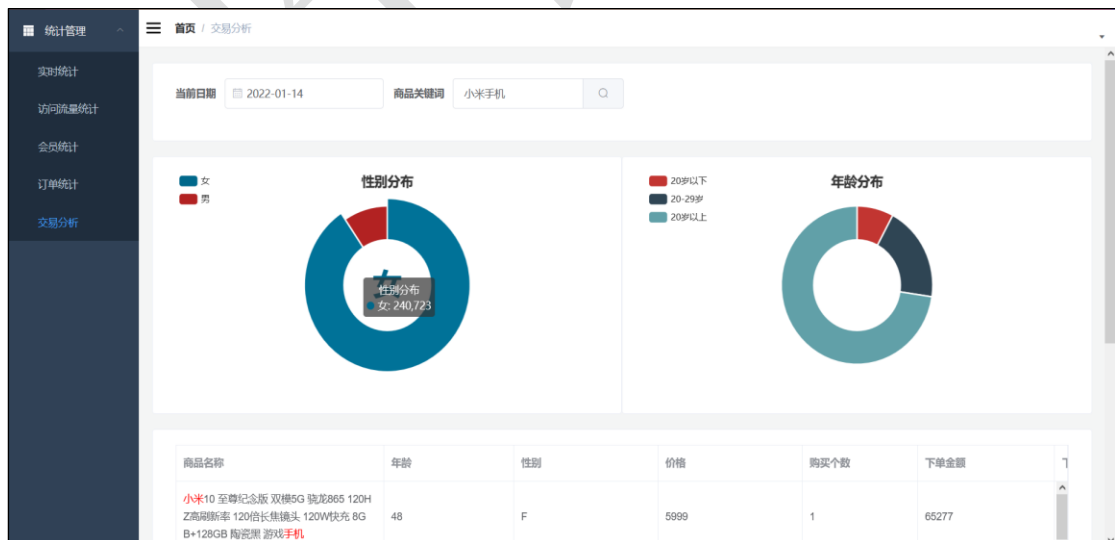 统计管理
首页 / 交易分析
实时统计
访问流量统计
会员统计
订单统计
交易分析
当前日期 2022-01-14 商品关键词 小米手机
女
男
性别分布
女
性别分布
女: 240,723
20岁以下
20-29岁
20岁以上
年龄分布
商品名称 年龄 性别 价格 购买个数 下单金额
小米10 至尊纪念版 双模5G 骁龙865 120H
Z高刷新率 120倍长焦镜头 120W快充 8G
B+128GB 陶瓷黑 游戏手机
48 F 5999 1 65277